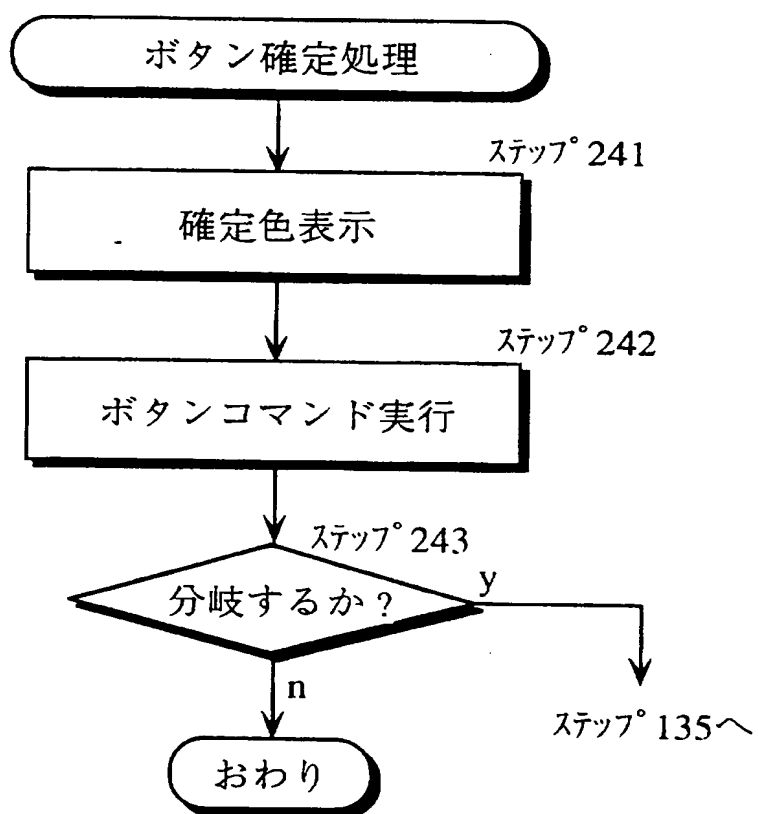 ボタン確定処理
ステップ241
確定色表示
ステップ242
ボタンコマンド実行
ステップ243
分岐するか?
y
n
ステップ135へ
おわり